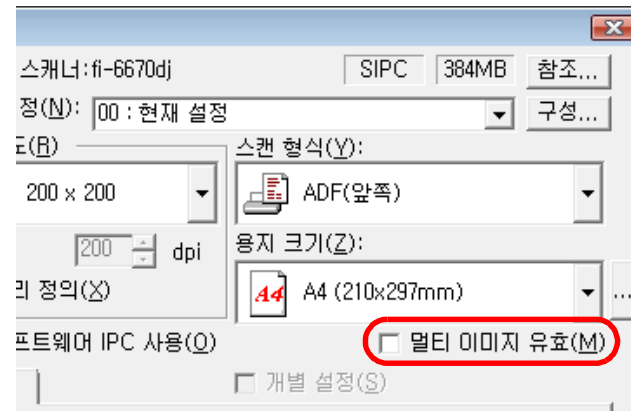 스캐너:fi-6670dj SIPC 384MB 참조...
정(N): 00 : 현재 설정 구성...
도(R) 스캔 형식(Y):
200 x 200 ADF(앞쪽)
200 dpi 용지 크기(Z):
리 정의(X) A4 A4 (210x297mm) ...
프트웨어 IPC 사용(O) 멀티 이미지 유효(M)
개별 설정(S)